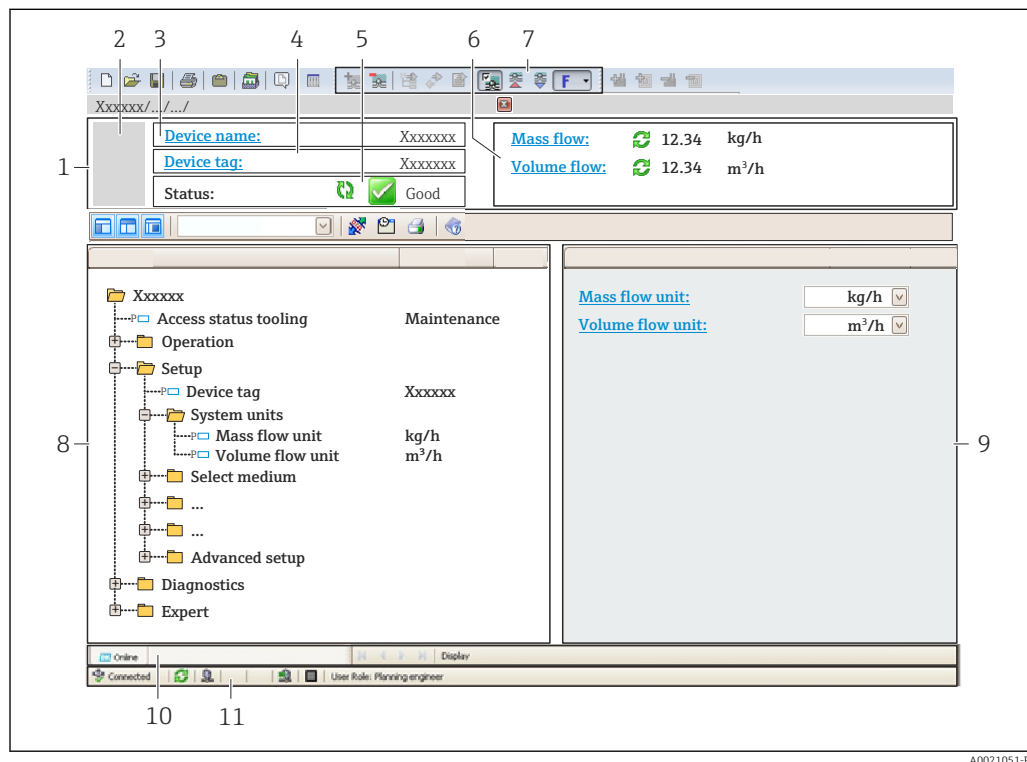 2 3 4 5 6 7
F
Xxxxxx/.../.../
1
Device name: Xxxxxxx
Device tag: Xxxxxxx
Status: Good
Mass flow: 12.34 kg/h
Volume flow: 12.34 m³/h
Xxxxxx
P Access status tooling Maintenance
Operation
Setup
P Device tag Xxxxxx
System units
P Mass flow unit kg/h
P Volume flow unit m³/h
Select medium
...
...
Advanced setup
Diagnostics
Expert
8
Mass flow unit: kg/h
Volume flow unit: m³/h
9
Online Display
Connected User Role: Planning engineer
10 11